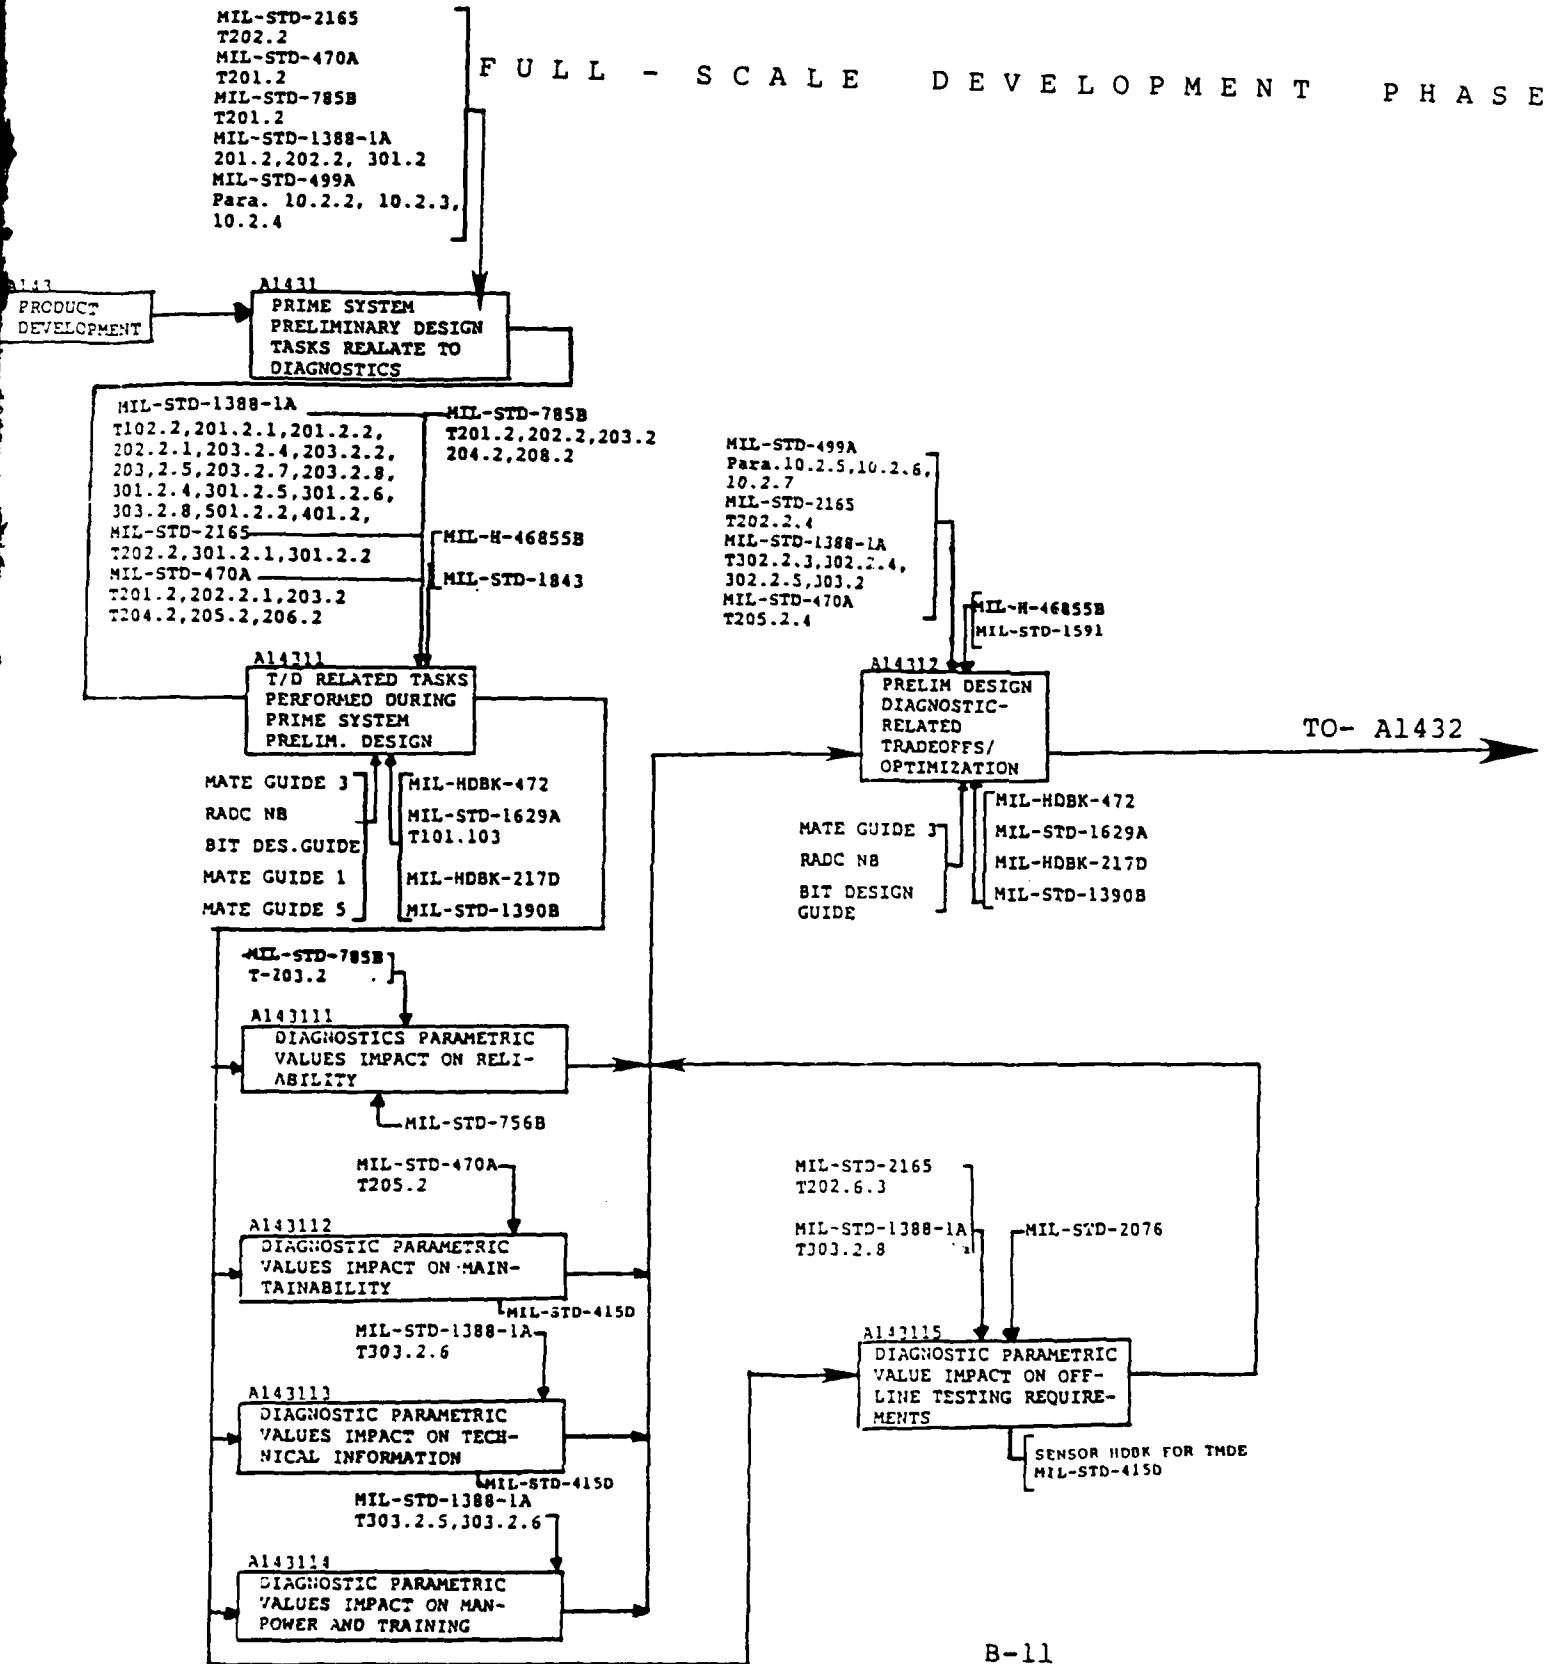 MIL-STD-2165
T202.2
MIL-STD-470A
T201.2
MIL-STD-785B
T201.2
MIL-STD-1388-1A
201.2,202.2, 301.2
MIL-STD-499A
Para. 10.2.2, 10.2.3,
10.2.4
FULL - SCALE DEVELOPMENT PHASE
A143
PRODUCT
DEVELOPMENT
A1431
PRIME SYSTEM
PRELIMINARY DESIGN
TASKS REALATE TO
DIAGNOSTICS
MIL-STD-1388-1A
T102.2,201.2.1,201.2.2,
202.2.1,203.2.4,203.2.2,
203,2.5,203.2.7,203.2.8,
301.2.4,301.2.5,301.2.6,
303.2.8,501.2.2,401.2,
MIL-STD-2165
T202.2,301.2.1,301.2.2
MIL-STD-470A
T201.2,202.2.1,203.2
T204.2,205.2,206.2
MIL-STD-785B
T201.2,202.2,203.2
204.2,208.2
MIL-H-46855B
MIL-STD-1843
A14311
T/D RELATED TASKS
PERFORMED DURING
PRIME SYSTEM
PRELIM. DESIGN
MATE GUIDE 3
RADC NB
BIT DES.GUIDE
MATE GUIDE 1
MATE GUIDE 5
MIL-HDBK-472
MIL-STD-1629A
T101.103
MIL-HDBK-217D
MIL-STD-1390B
MIL-STD-499A
Para.10.2.5,10.2.6,
10.2.7
MIL-STD-2165
T202.2.4
MIL-STD-1388-1A
T302.2.3,302.2.4,
302.2.5,303.2
MIL-STD-470A
T205.2.4
MIL-H-46855B
MIL-STD-1591
A14312
PRELIM DESIGN
DIAGNOSTIC-
RELATED
TRADEOFFS/
OPTIMIZATION
TO- A1432
MATE GUIDE 3
RADC NB
BIT DESIGN
GUIDE
MIL-HDBK-472
MIL-STD-1629A
MIL-HDBK-217D
MIL-STD-1390B
MIL-STD-785B
T-203.2
A143111
DIAGNOSTICS PARAMETRIC
VALUES IMPACT ON RELI-
ABILITY
MIL-STD-756B
MIL-STD-470A
T205.2
A143112
DIAGNOSTIC PARAMETRIC
VALUES IMPACT ON MAIN-
TAINABILITY
MIL-STD-415D
MIL-STD-1388-1A
T303.2.6
A143113
DIAGNOSTIC PARAMETRIC
VALUES IMPACT ON TECH-
NICAL INFORMATION
MIL-STD-415D
MIL-STD-1388-1A
T303.2.5,303.2.6
A143114
DIAGNOSTIC PARAMETRIC
VALUES IMPACT ON MAN-
POWER AND TRAINING
MIL-STD-2165
T202.6.3
MIL-STD-1388-1A
T303.2.8
MIL-STD-2076
A143115
DIAGNOSTIC PARAMETRIC
VALUE IMPACT ON OFF-
LINE TESTING REQUIRE-
MENTS
SENSOR HDBK FOR TMDE
MIL-STD-415D
B-11